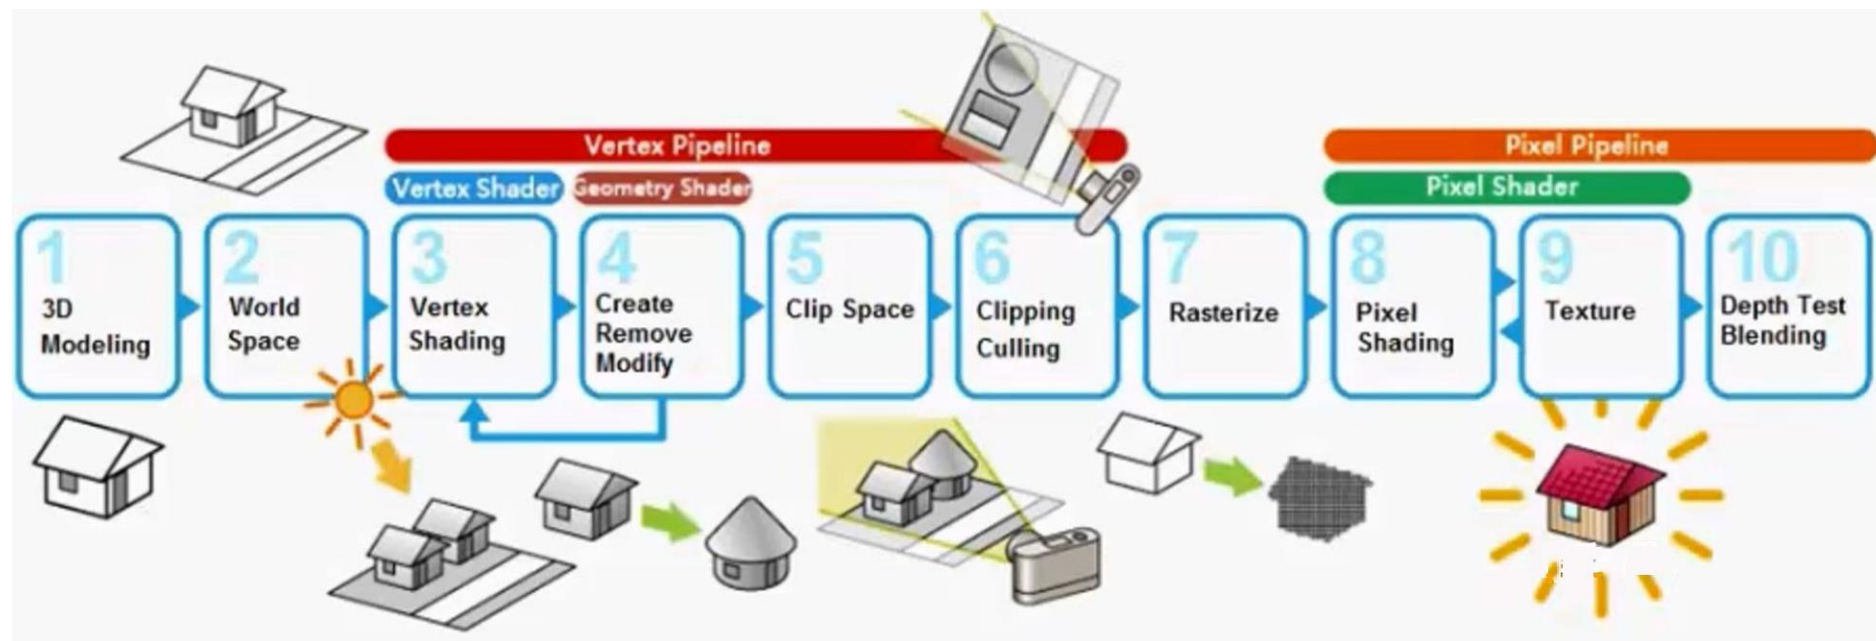 Vertex Pipeline
Pixel Pipeline
Vertex Shader
Geometry Shader
Pixel Shader
1
3D
Modeling
2
World
Space
3
Vertex
Shading
4
Create
Remove
Modify
5
Clip Space
6
Clipping
Culling
7
Rasterize
8
Pixel
Shading
9
Texture
10
Depth Test
Blending